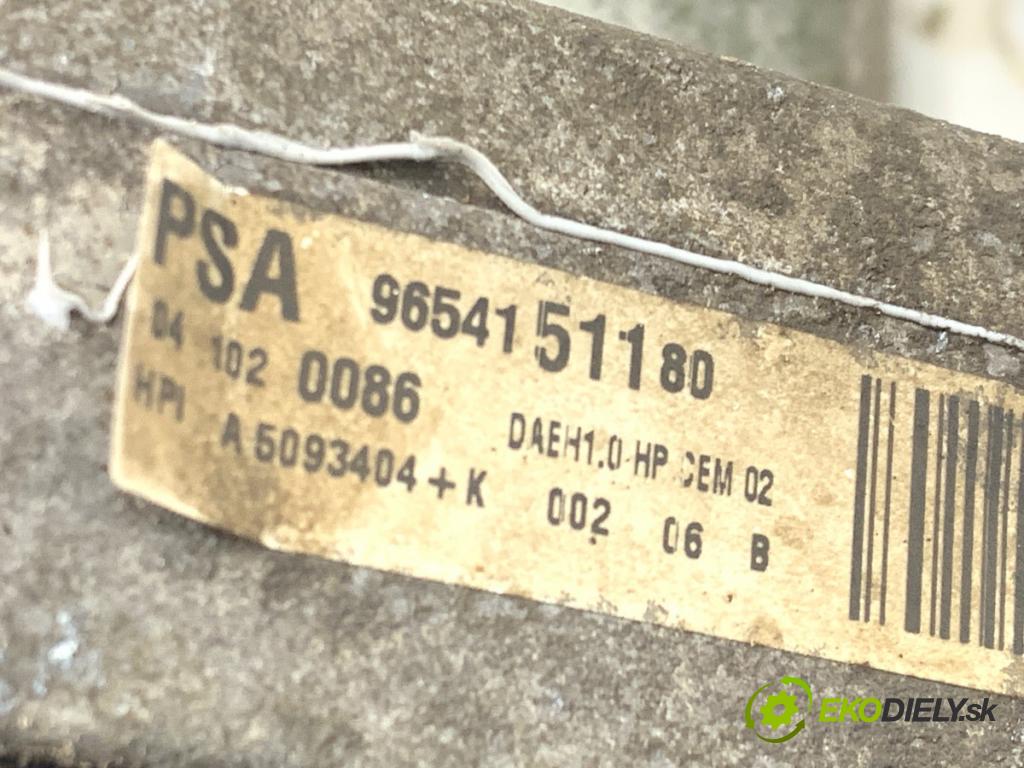 PSA 9654151180
04 102 0086 DAEH1.0 HP CEM 02
HPI A 5093404+K 002 06 B
EKODIELY.sk